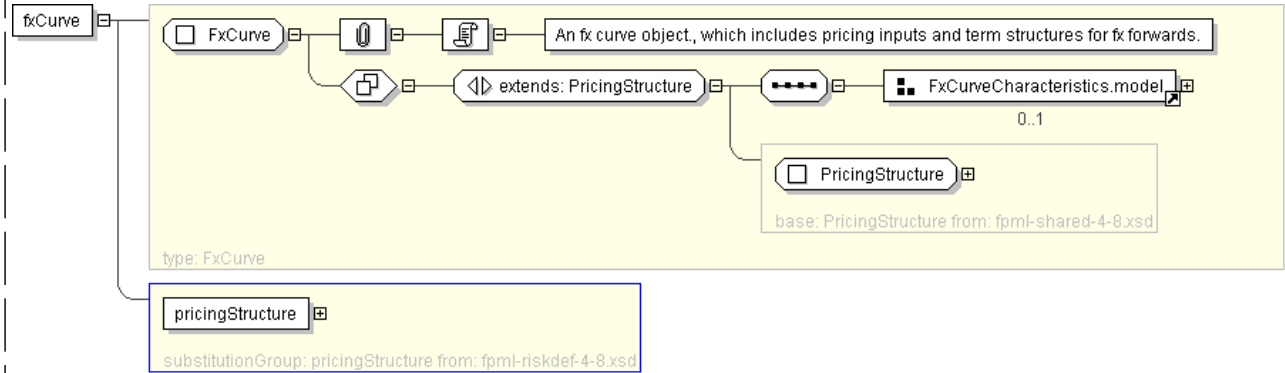 fxCurve
FxCurve
An fx curve object., which includes pricing inputs and term structures for fx forwards.
extends: PricingStructure
FxCurveCharacteristics.model
0..1
PricingStructure
base: PricingStructure from: fpml-shared-4-8.xsd
type: FxCurve
pricingStructure
substitutionGroup: pricingStructure from: fpml-riskdef-4-8.xsd